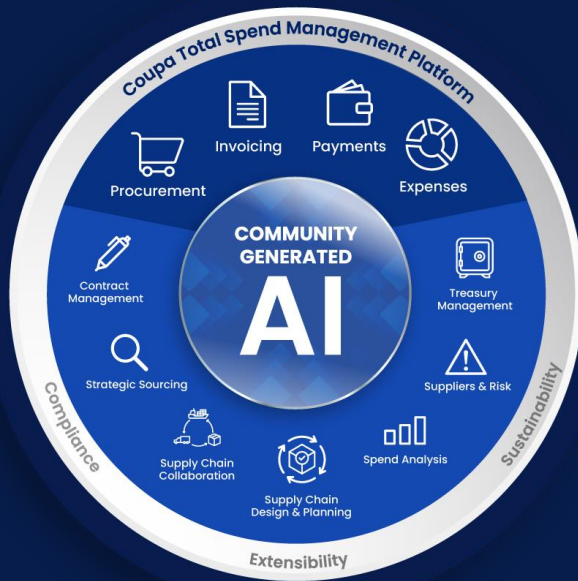 Coupa Total Spend Management Platform
Invoicing
Payments
Procurement
Expenses
COMMUNITY
GENERATED
AI
Contract
Management
Treasury
Management
Strategic Sourcing
Suppliers & Risk
Supply Chain
Collaboration
Spend Analysis
Supply Chain
Design & Planning
Compliance
Extensibility
Sustainability